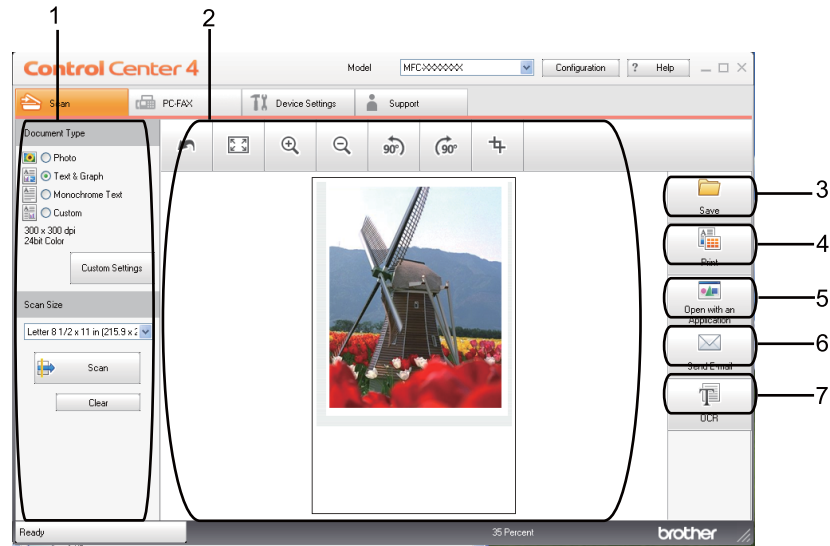 1
2
Control Center 4
Model
MFC-XXXXXX
Configuration
? Help
Scan
PC-FAX
Device Settings
Support
Document Type
Photo
Text & Graph
Monochrome Text
Custom
300 x 300 dpi
24bit Color
Custom Settings
Scan Size
Letter 8 1/2 x 11 in (215.9 x 2
Scan
Clear
90°
90°
Save
3
Print
4
Open with an
Application
5
Send E-mail
6
OCR
7
Ready
35 Percent
brother